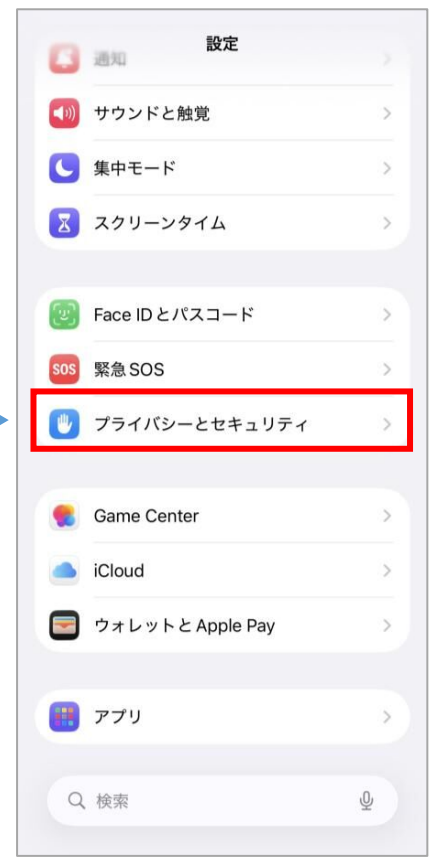 設定
通知
サウンドと触覚
集中モード
スクリーンタイム
Face IDとパスコード
SOS 緊急SOS
プライバシーとセキュリティ
Game Center
iCloud
ウォレットとApple Pay
アプリ
検索